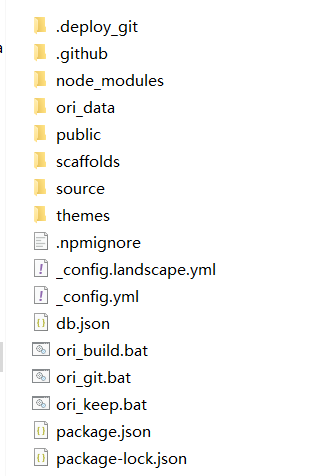 .deploy_git
.github
node_modules
ori_data
public
scaffolds
source
themes
.npmignore
_config.landscape.yml
_config.yml
db.json
ori_build.bat
ori_git.bat
ori_keep.bat
package.json
package-lock.json